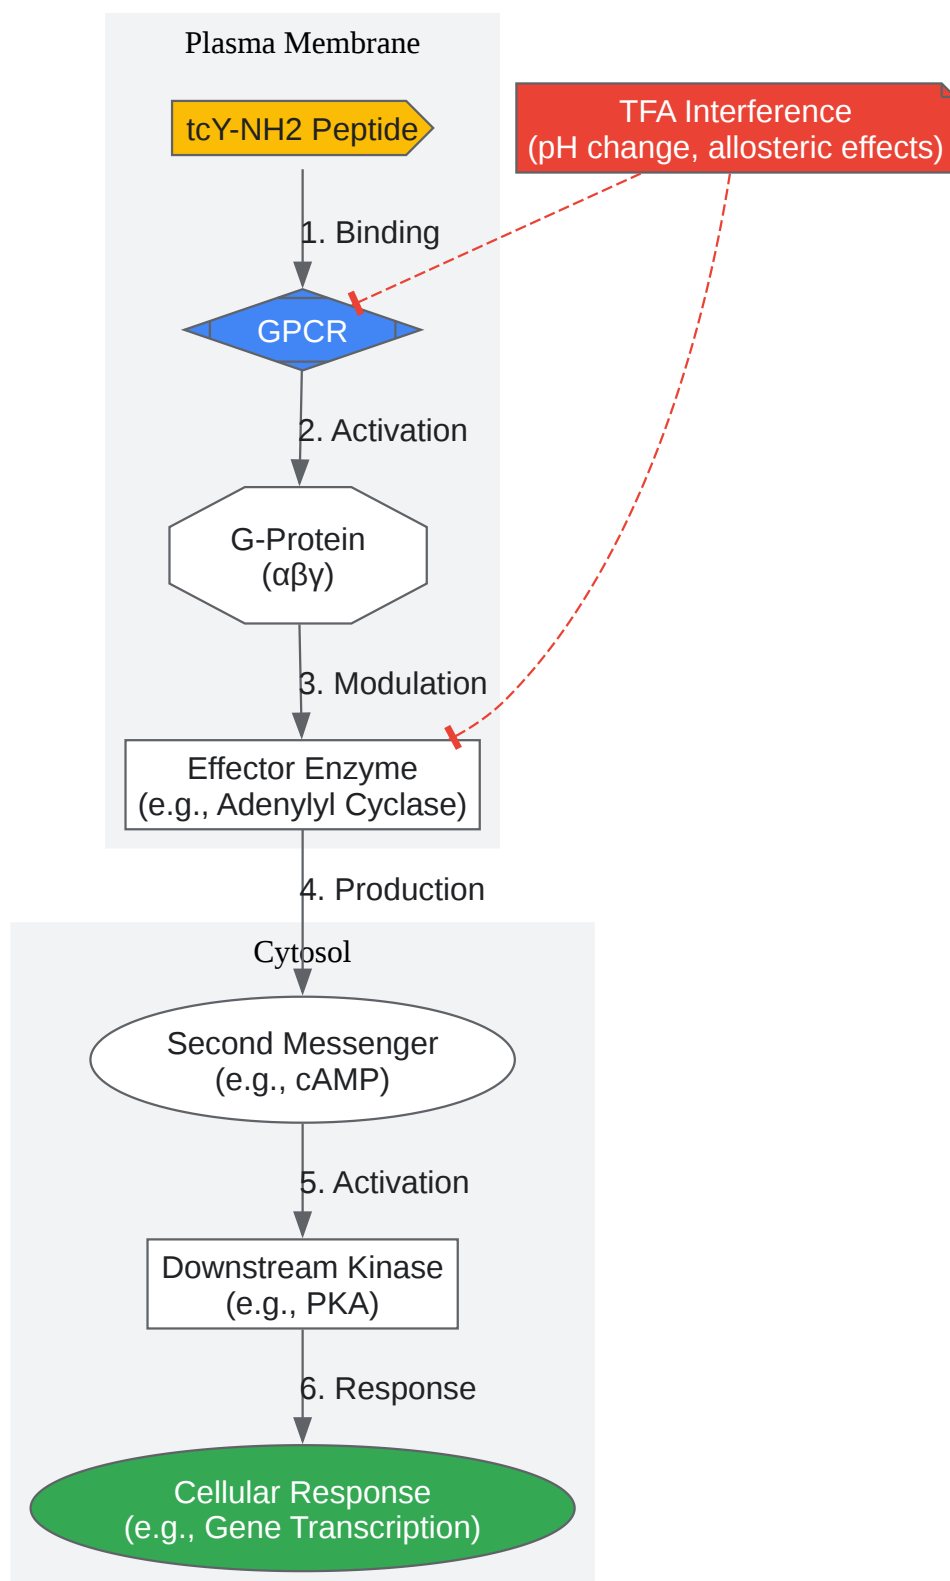 Plasma Membrane
tcY-NH2 Peptide
TFA Interference
(pH change, allosteric effects)
1. Binding
GPCR
2. Activation
G-Protein
(αβγ)
3. Modulation
Effector Enzyme
(e.g., Adenylyl Cyclase)
4. Production
Cytosol
Second Messenger
(e.g., cAMP)
5. Activation
Downstream Kinase
(e.g., PKA)
6. Response
Cellular Response
(e.g., Gene Transcription)